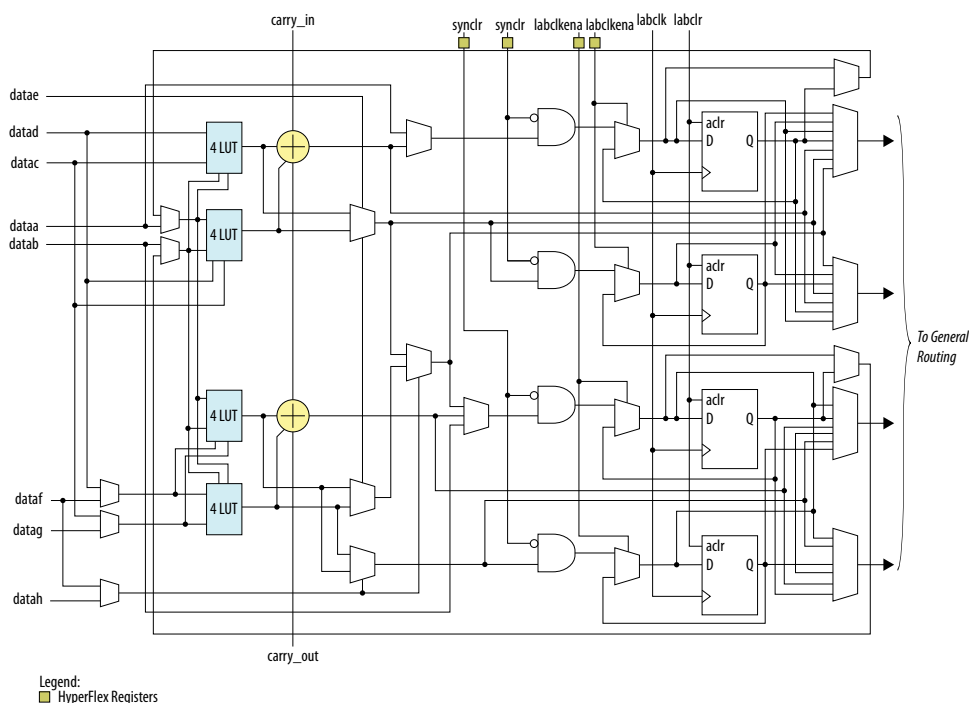 carry_in
synclr synclr labclkena labclkena labclk labclr
datae
datad
datac
dataa
datab
4 LUT
4 LUT
aclr
D Q
aclr
D Q
To General
Routing
4 LUT
4 LUT
aclr
D Q
aclr
D Q
dataf
datag
datah
carry_out
Legend:
HyperFlex Registers